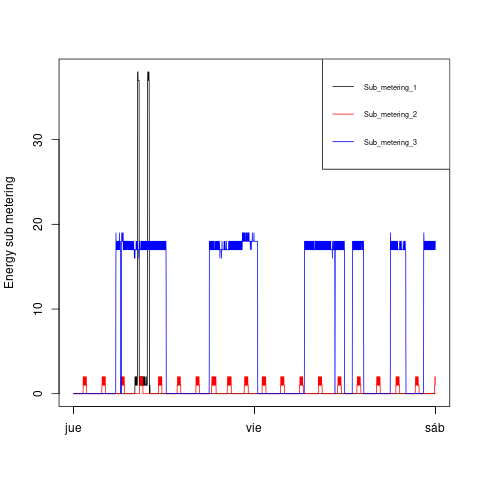 Sub_metering_1
Sub_metering_2
Sub_metering_3
Energy sub metering
30
20
10
0
jue vie sáb